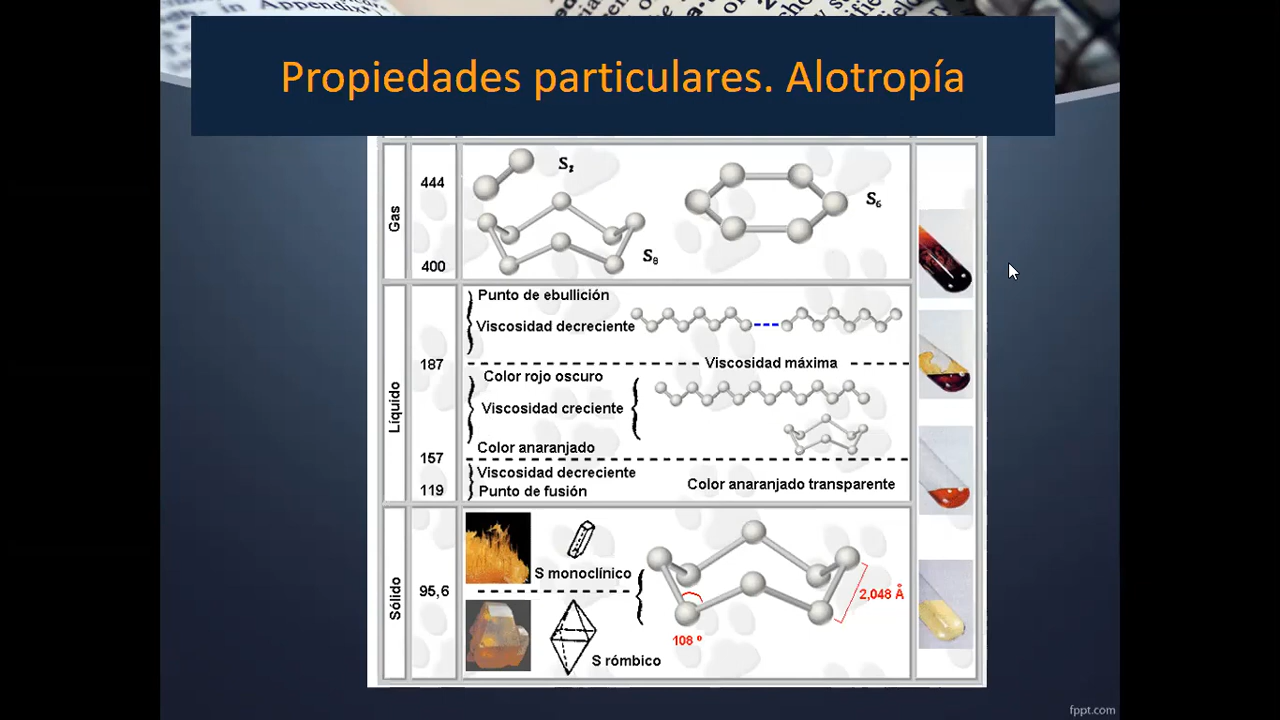 in Appendix
Propiedades particulares. Alotropía
Gas
444
400
S2
S6
S8
Líquido
187
157
119
Punto de ebullición
Viscosidad decreciente
Viscosidad máxima
Color rojo oscuro
Viscosidad creciente
Color anaranjado
Viscosidad decreciente
Punto de fusión
Color anaranjado transparente
Sólido
95,6
S monoclínico
S rómbico
108 º
2,048 Å
fppt.com